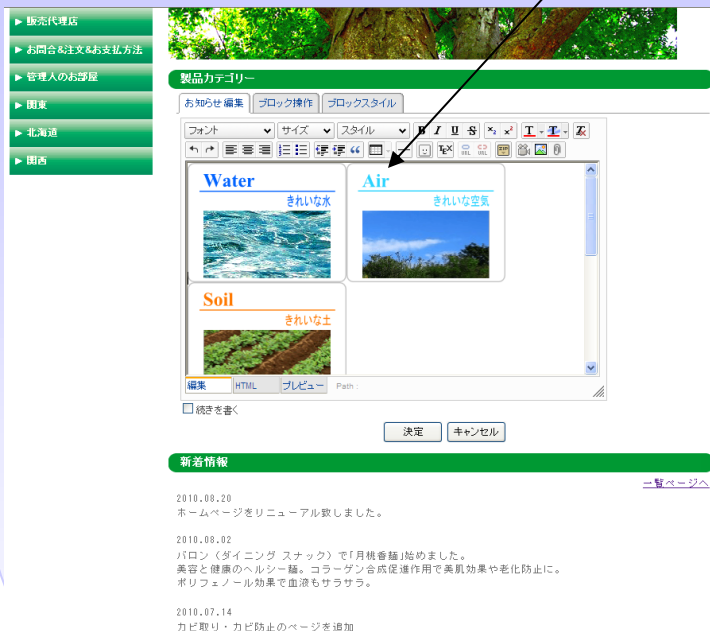 販売代理店
お問合&注文&お支払方法
管理人のお部屋
関東
北海道
関西
製品カテゴリー
お知らせ 編集 ブロック操作 ブロックスタイル
フォント サイズ スタイル B I U S x₂ x² T T
TEX URL URL
Water
きれいな水
Air
きれいな空気
Soil
きれいな土
編集 HTML プレビュー Path :
続きを書く
決定 キャンセル
新着情報
一覧ページへ
2010.08.20
ホームページをリニューアル致しました。
2010.08.02
バロン（ダイニング スナック）で「月桃香麺」始めました。
美容と健康のヘルシー麺。コラーゲン合成促進作用で美肌効果や老化防止に。
ポリフェノール効果で血液もサラサラ。
2010.07.14
カビ取り・カビ防止のページを追加